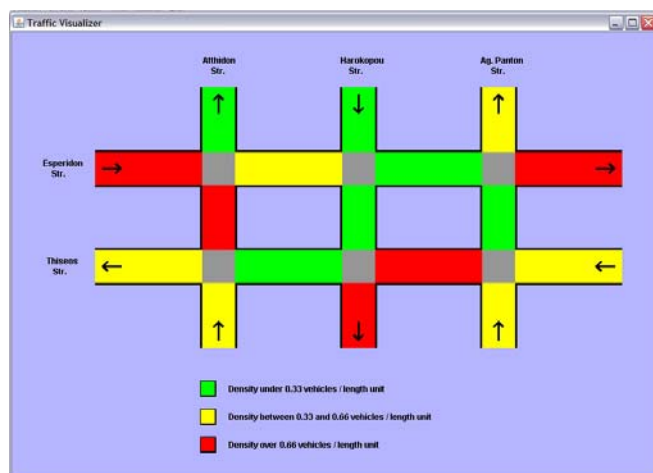 Traffic Visualizer
Atthidon
Str.
Harokopou
Str.
Ag. Panton
Str.
Esperidon
Str.
Thiseos
Str.
Density under 0.33 vehicles / length unit
Density between 0.33 and 0.66 vehicles / length unit
Density over 0.66 vehicles / length unit